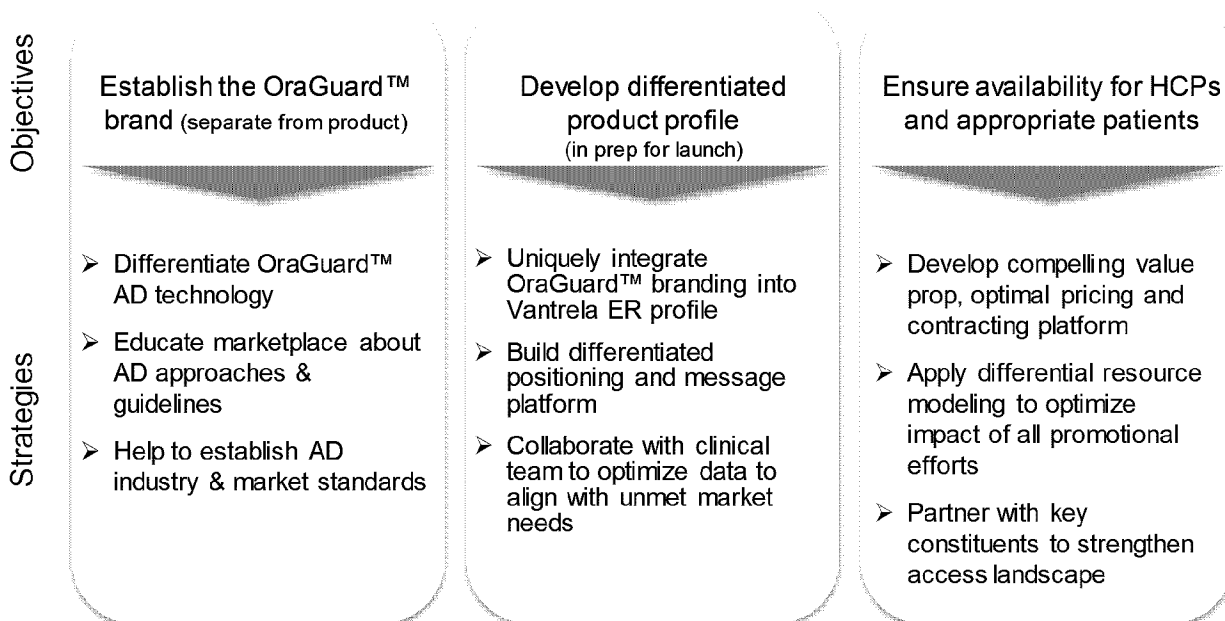 Objectives
Establish the OraGuard™
brand (separate from product)
Develop differentiated
product profile
(in prep for launch)
Ensure availability for HCPs
and appropriate patients
Strategies
➢ Differentiate OraGuard™
AD technology
➢ Educate marketplace about
AD approaches &
guidelines
➢ Help to establish AD
industry & market standards
➢ Uniquely integrate
OraGuard™ branding into
Vantrela ER profile
➢ Build differentiated
positioning and message
platform
➢ Collaborate with clinical
team to optimize data to
align with unmet market
needs
➢ Develop compelling value
prop, optimal pricing and
contracting platform
➢ Apply differential resource
modeling to optimize
impact of all promotional
efforts
➢ Partner with key
constituents to strengthen
access landscape